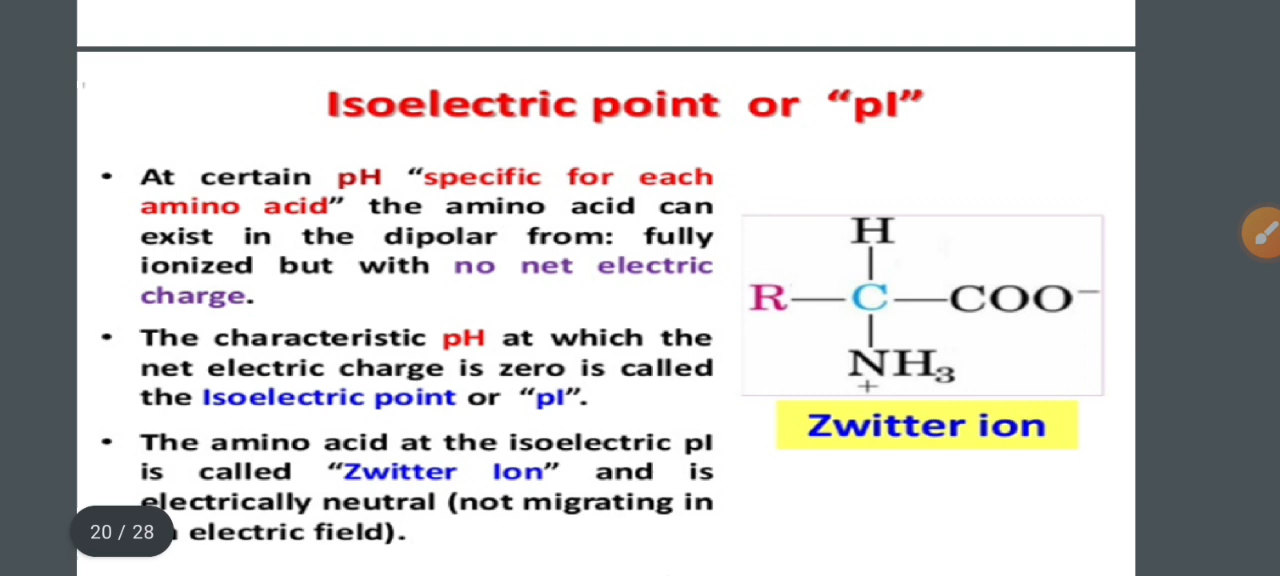 Isoelectric point or “pI”
• At certain pH “specific for each
amino acid” the amino acid can
exist in the dipolar from: fully
ionized but with no net electric
charge.
• The characteristic pH at which the
net electric charge is zero is called
the Isoelectric point or “pI”.
• The amino acid at the isoelectric pI
is called “Zwitter Ion” and is
electrically neutral (not migrating in
electric field).
H
R—C—COO⁻
NH₃
+
Zwitter ion
20 / 28